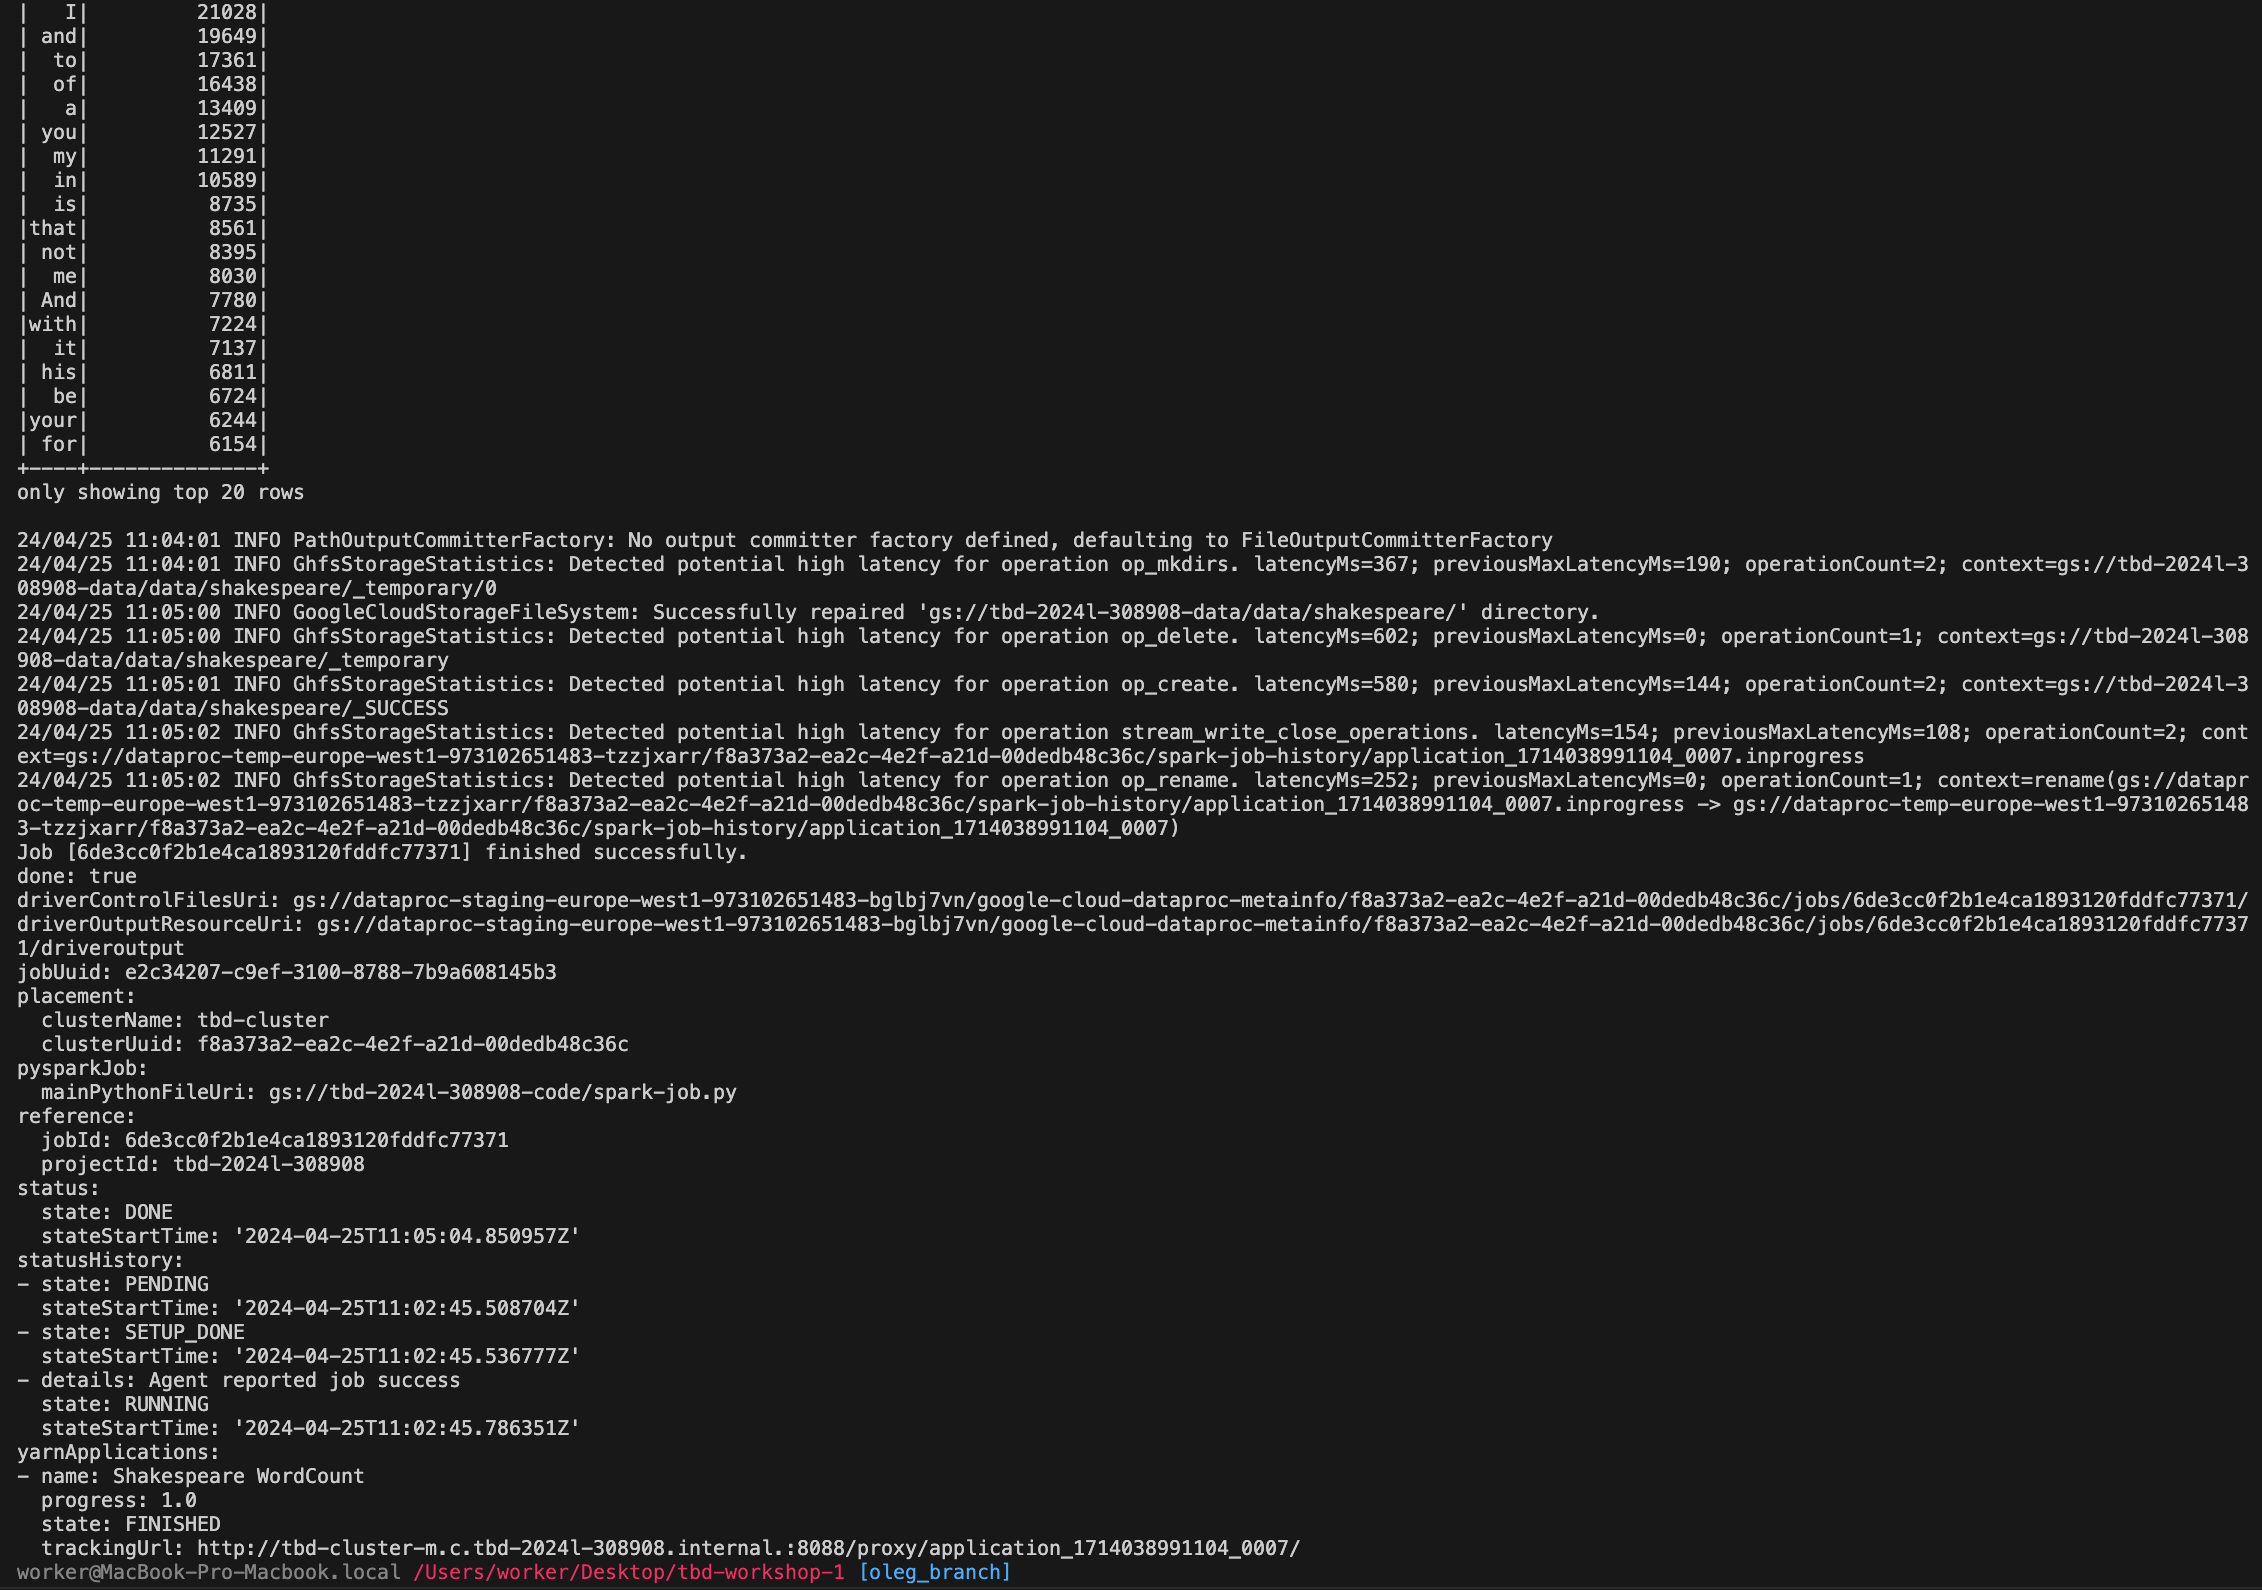 |   I|         21028|
| and|         19649|
|  to|         17361|
|  of|         16438|
|   a|         13409|
| you|         12527|
|  my|         11291|
|  in|         10589|
|  is|          8735|
|that|          8561|
| not|          8395|
|  me|          8030|
| And|          7780|
|with|          7224|
|  it|          7137|
| his|          6811|
|  be|          6724|
|your|          6244|
| for|          6154|
+----+--------------+
only showing top 20 rows

24/04/25 11:04:01 INFO PathOutputCommitterFactory: No output committer factory defined, defaulting to FileOutputCommitterFactory
24/04/25 11:04:01 INFO GhfsStorageStatistics: Detected potential high latency for operation op_mkdirs. latencyMs=367; previousMaxLatencyMs=190; operationCount=2; context=gs://tbd-2024l-3
08908-data/data/shakespeare/_temporary/0
24/04/25 11:05:00 INFO GoogleCloudStorageFileSystem: Successfully repaired 'gs://tbd-2024l-308908-data/data/shakespeare/' directory.
24/04/25 11:05:00 INFO GhfsStorageStatistics: Detected potential high latency for operation op_delete. latencyMs=602; previousMaxLatencyMs=0; operationCount=1; context=gs://tbd-2024l-308
908-data/data/shakespeare/_temporary
24/04/25 11:05:01 INFO GhfsStorageStatistics: Detected potential high latency for operation op_create. latencyMs=580; previousMaxLatencyMs=144; operationCount=2; context=gs://tbd-2024l-3
08908-data/data/shakespeare/_SUCCESS
24/04/25 11:05:02 INFO GhfsStorageStatistics: Detected potential high latency for operation stream_write_close_operations. latencyMs=154; previousMaxLatencyMs=108; operationCount=2; cont
ext=gs://dataproc-temp-europe-west1-973102651483-tzzjxarr/f8a373a2-ea2c-4e2f-a21d-00dedb48c36c/spark-job-history/application_1714038991104_0007.inprogress
24/04/25 11:05:02 INFO GhfsStorageStatistics: Detected potential high latency for operation op_rename. latencyMs=252; previousMaxLatencyMs=0; operationCount=1; context=rename(gs://datapr
oc-temp-europe-west1-973102651483-tzzjxarr/f8a373a2-ea2c-4e2f-a21d-00dedb48c36c/spark-job-history/application_1714038991104_0007.inprogress -> gs://dataproc-temp-europe-west1-97310265148
3-tzzjxarr/f8a373a2-ea2c-4e2f-a21d-00dedb48c36c/spark-job-history/application_1714038991104_0007)
Job [6de3cc0f2b1e4ca1893120fddfc77371] finished successfully.
done: true
driverControlFilesUri: gs://dataproc-staging-europe-west1-973102651483-bglbj7vn/google-cloud-dataproc-metainfo/f8a373a2-ea2c-4e2f-a21d-00dedb48c36c/jobs/6de3cc0f2b1e4ca1893120fddfc77371/
driverOutputResourceUri: gs://dataproc-staging-europe-west1-973102651483-bglbj7vn/google-cloud-dataproc-metainfo/f8a373a2-ea2c-4e2f-a21d-00dedb48c36c/jobs/6de3cc0f2b1e4ca1893120fddfc7737
1/driveroutput
jobUuid: e2c34207-c9ef-3100-8788-7b9a608145b3
placement:
  clusterName: tbd-cluster
  clusterUuid: f8a373a2-ea2c-4e2f-a21d-00dedb48c36c
pysparkJob:
  mainPythonFileUri: gs://tbd-2024l-308908-code/spark-job.py
reference:
  jobId: 6de3cc0f2b1e4ca1893120fddfc77371
  projectId: tbd-2024l-308908
status:
  state: DONE
  stateStartTime: '2024-04-25T11:05:04.850957Z'
statusHistory:
- state: PENDING
  stateStartTime: '2024-04-25T11:02:45.508704Z'
- state: SETUP_DONE
  stateStartTime: '2024-04-25T11:02:45.536777Z'
- details: Agent reported job success
  state: RUNNING
  stateStartTime: '2024-04-25T11:02:45.786351Z'
yarnApplications:
- name: Shakespeare WordCount
  progress: 1.0
  state: FINISHED
  trackingUrl: http://tbd-cluster-m.c.tbd-2024l-308908.internal.:8088/proxy/application_1714038991104_0007/
worker@MacBook-Pro-Macbook.local /Users/worker/Desktop/tbd-workshop-1 [oleg_branch]